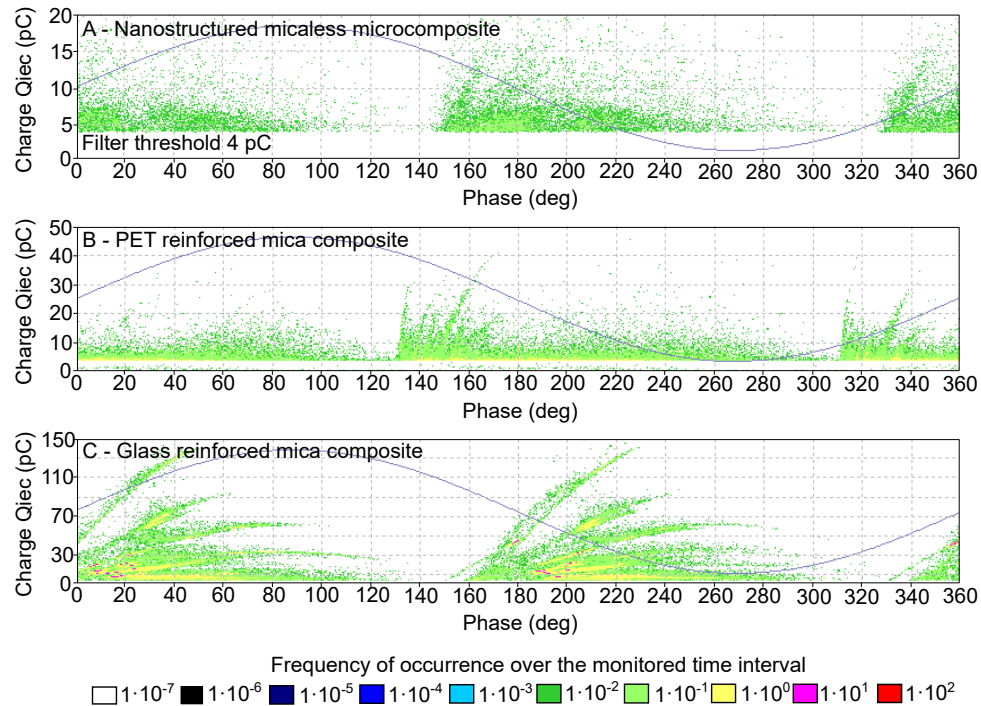 A - Nanostructured micaless microcomposite
Charge Qiec (pC)
20
15
10
5
0
Filter threshold 4 pC
0 20 40 60 80 100 120 140 160 180 200 220 240 260 280 300 320 340 360
Phase (deg)
B - PET reinforced mica composite
Charge Qiec (pC)
50
40
30
20
10
0
0 20 40 60 80 100 120 140 160 180 200 220 240 260 280 300 320 340 360
Phase (deg)
C - Glass reinforced mica composite
Charge Qiec (pC)
150
110
70
30
0
0 20 40 60 80 100 120 140 160 180 200 220 240 260 280 300 320 340 360
Phase (deg)
Frequency of occurrence over the monitored time interval
1·10⁻⁷ 1·10⁻⁶ 1·10⁻⁵ 1·10⁻⁴ 1·10⁻³ 1·10⁻² 1·10⁻¹ 1·10⁰ 1·10¹ 1·10²